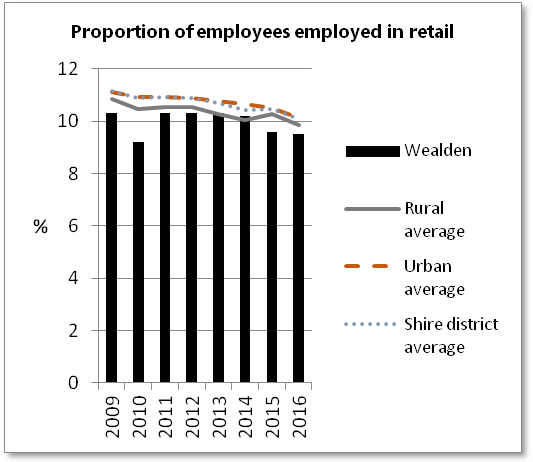 Proportion of employees employed in retail
12
10
8
6
4
2
0
%
2009
2010
2011
2012
2013
2014
2015
2016
Wealden
Rural
average
Urban
average
Shire district
average